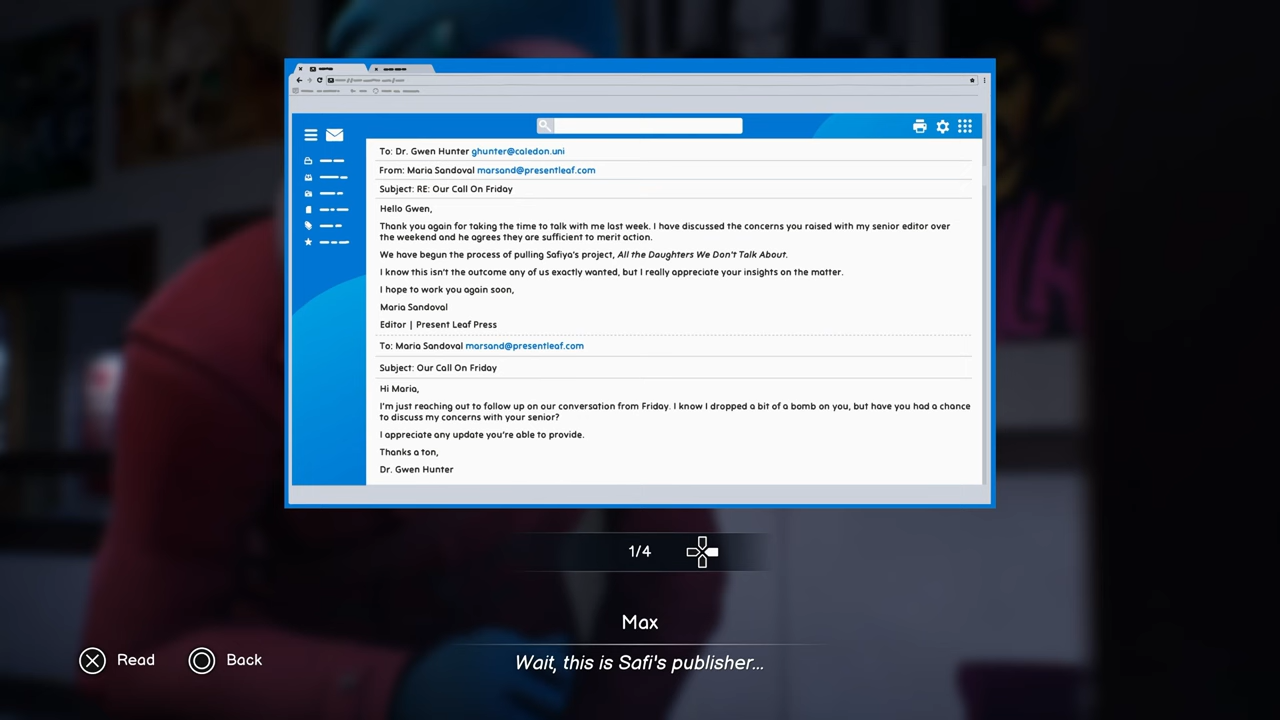 To: Dr. Gwen Hunter ghunter@caledon.uni
From: Maria Sandoval marsand@presentleaf.com
Subject: RE: Our Call On Friday
Hello Gwen,
Thank you again for taking the time to talk with me last week. I have discussed the concerns you raised with my senior editor over
the weekend and he agrees they are sufficient to merit action.
We have begun the process of pulling Safiya's project, All the Daughters We Don't Talk About.
I know this isn't the outcome any of us exactly wanted, but I really appreciate your insights on the matter.
I hope to work you again soon,
Maria Sandoval
Editor | Present Leaf Press
To: Maria Sandoval marsand@presentleaf.com
Subject: Our Call On Friday
Hi Maria,
I'm just reaching out to follow up on our conversation from Friday. I know I dropped a bit of a bomb on you, but have you had a chance
to discuss my concerns with your senior?
I appreciate any update you're able to provide.
Thanks a ton,
Dr. Gwen Hunter
1/4
Max
Read Back
Wait, this is Safi's publisher...